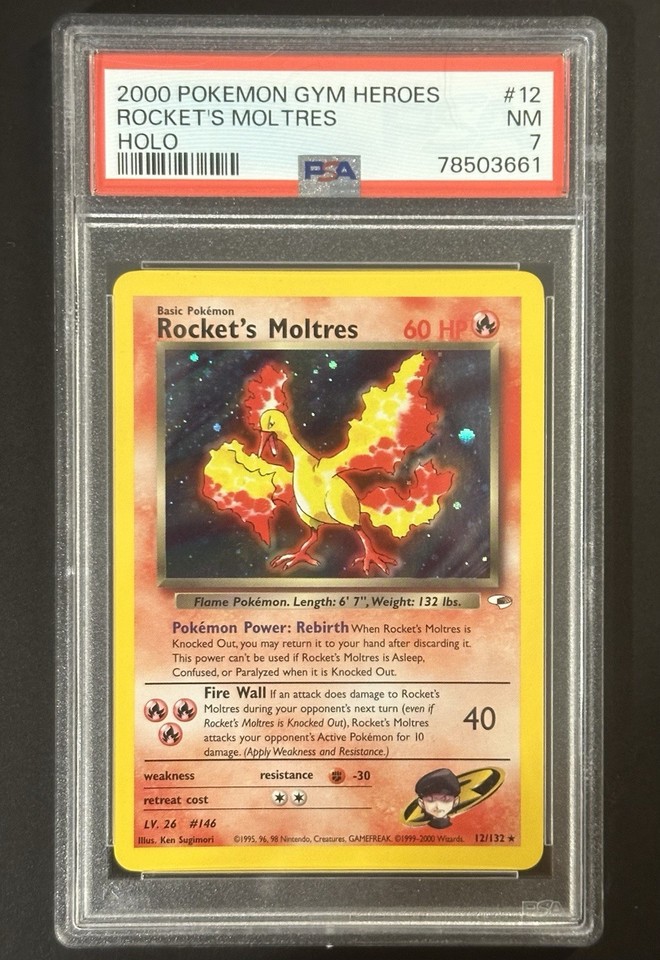 2000 POKEMON GYM HEROES #12
ROCKET'S MOLTRES NM
HOLO 7
PSA 78503661
Basic Pokémon
Rocket's Moltres 60 HP
Flame Pokémon. Length: 6' 7", Weight: 132 lbs.
Pokémon Power: Rebirth When Rocket's Moltres is
Knocked Out, you may return it to your hand after discarding it.
This power can't be used if Rocket's Moltres is Asleep,
Confused, or Paralyzed when it is Knocked Out.
Fire Wall If an attack does damage to Rocket's
Moltres during your opponent's next turn (even if
Rocket's Moltres is Knocked Out), Rocket's Moltres
attacks your opponent's Active Pokémon for 10
damage. (Apply Weakness and Resistance.)
40
weakness resistance -30
retreat cost
LV. 26 #146
Illus. Ken Sugimori ©1995, 96, 98 Nintendo, Creatures, GAMEFREAK. ©1999-2000 Wizards. 12/132 ★
PSA